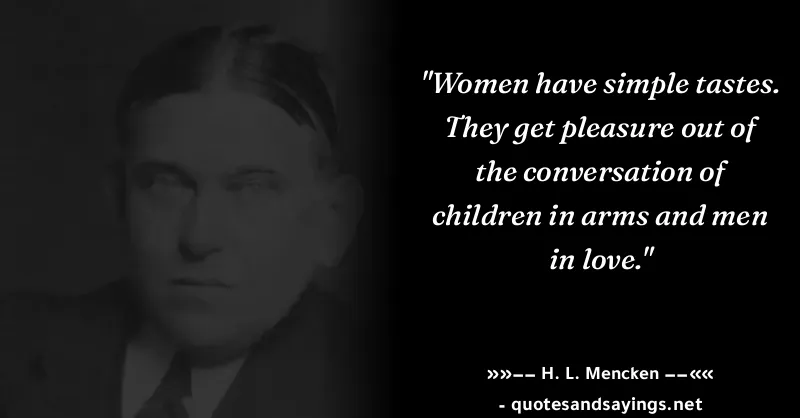 "Women have simple tastes.
They get pleasure out of
the conversation of
children in arms and men
in love."
»»–– H. L. Mencken ––««
- quotesandsayings.net